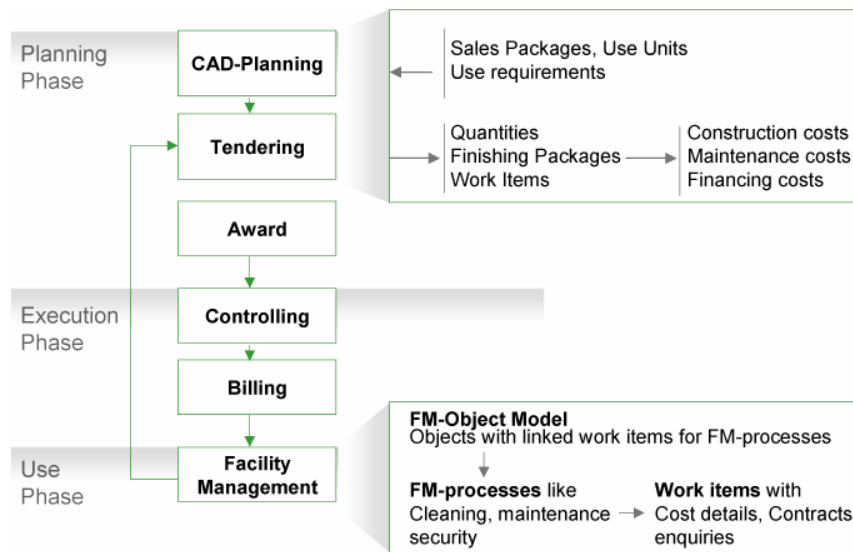 Planning
Phase
CAD-Planning
Tendering
Sales Packages, Use Units
Use requirements
Quantities
Finishing Packages
Work Items
Construction costs
Maintenance costs
Financing costs
Award
Execution
Phase
Controlling
Billing
Use
Phase
Facility
Management
FM-Object Model
Objects with linked work items for FM-processes
FM-processes like
Cleaning, maintenance
security
Work items with
Cost details, Contracts
enquiries